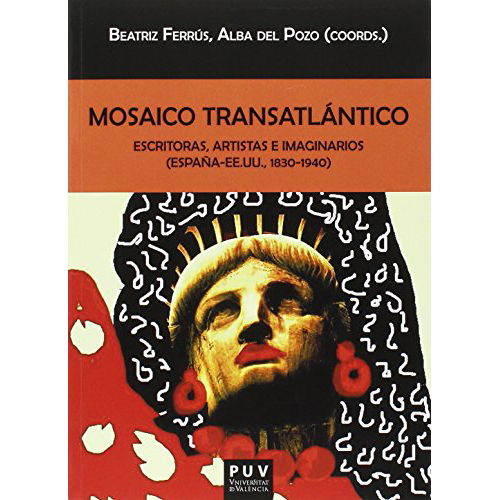 BEATRIZ FERRÚS, ALBA DEL POZO (COORDS.)
MOSAICO TRANSATLÁNTICO
ESCRITORAS, ARTISTAS E IMAGINARIOS
(ESPAÑA-EE.UU., 1830-1940)
PUV
UNIVERSITAT
DE VALÈNCIA